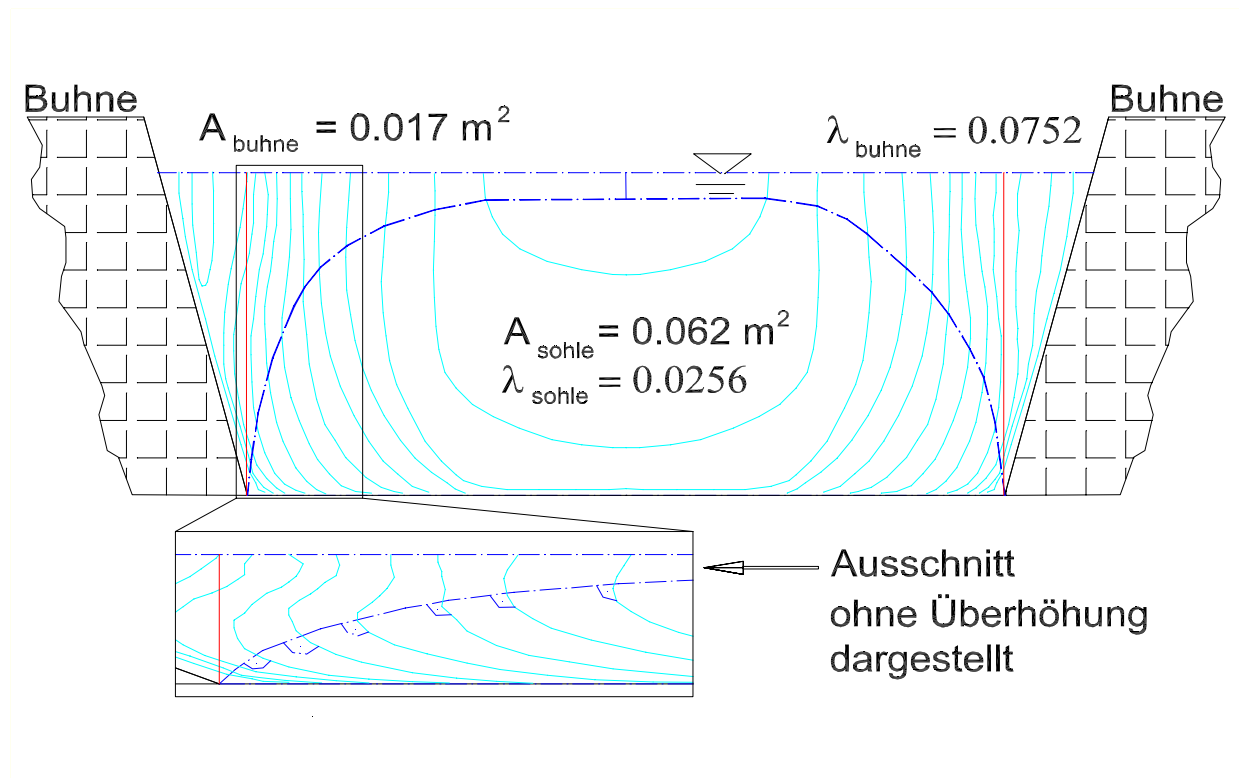 Buhne
Buhne
A buhne = 0.017 m²
λ buhne = 0.0752
A sohle = 0.062 m²
λ sohle = 0.0256
Ausschnitt
ohne Überhöhung
dargestellt